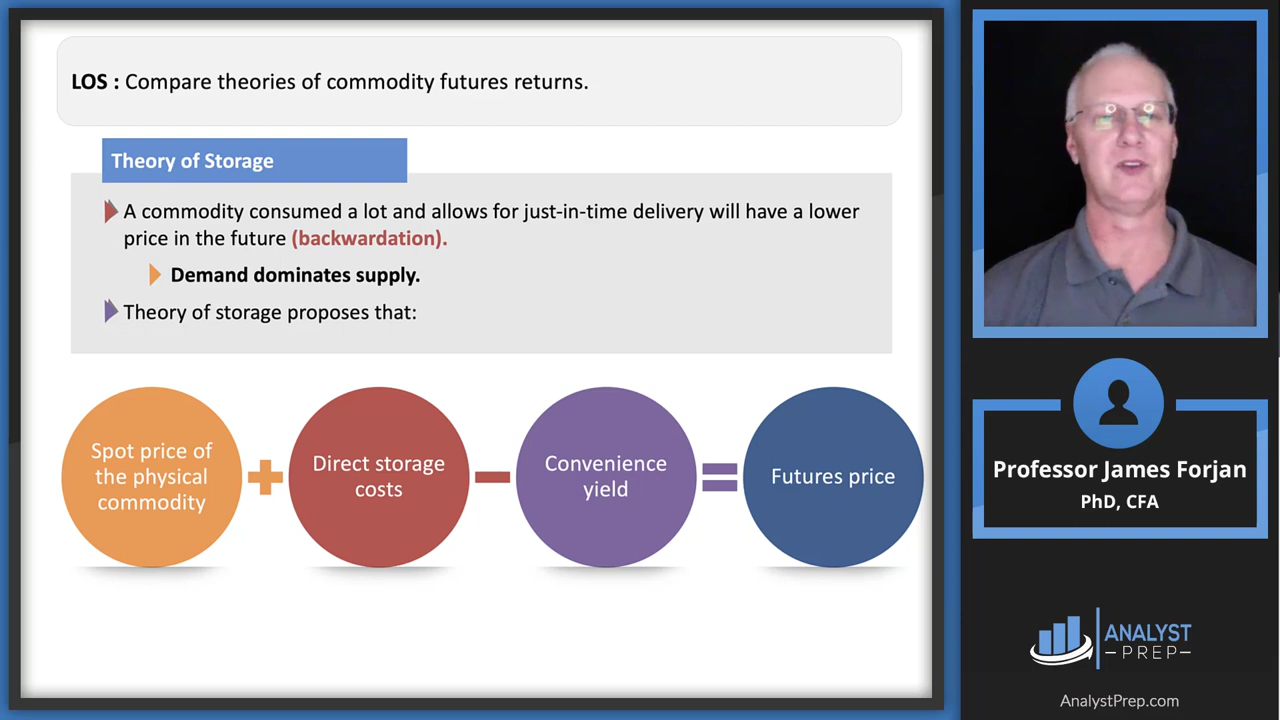 LOS : Compare theories of commodity futures returns.
Theory of Storage
A commodity consumed a lot and allows for just-in-time delivery will have a lower
price in the future (backwardation).
Demand dominates supply.
Theory of storage proposes that:
Spot price of
the physical
commodity
+
Direct storage
costs
−
Convenience
yield
=
Futures price
Professor James Forjan
PhD, CFA
ANALYST
–PREP–
AnalystPrep.com